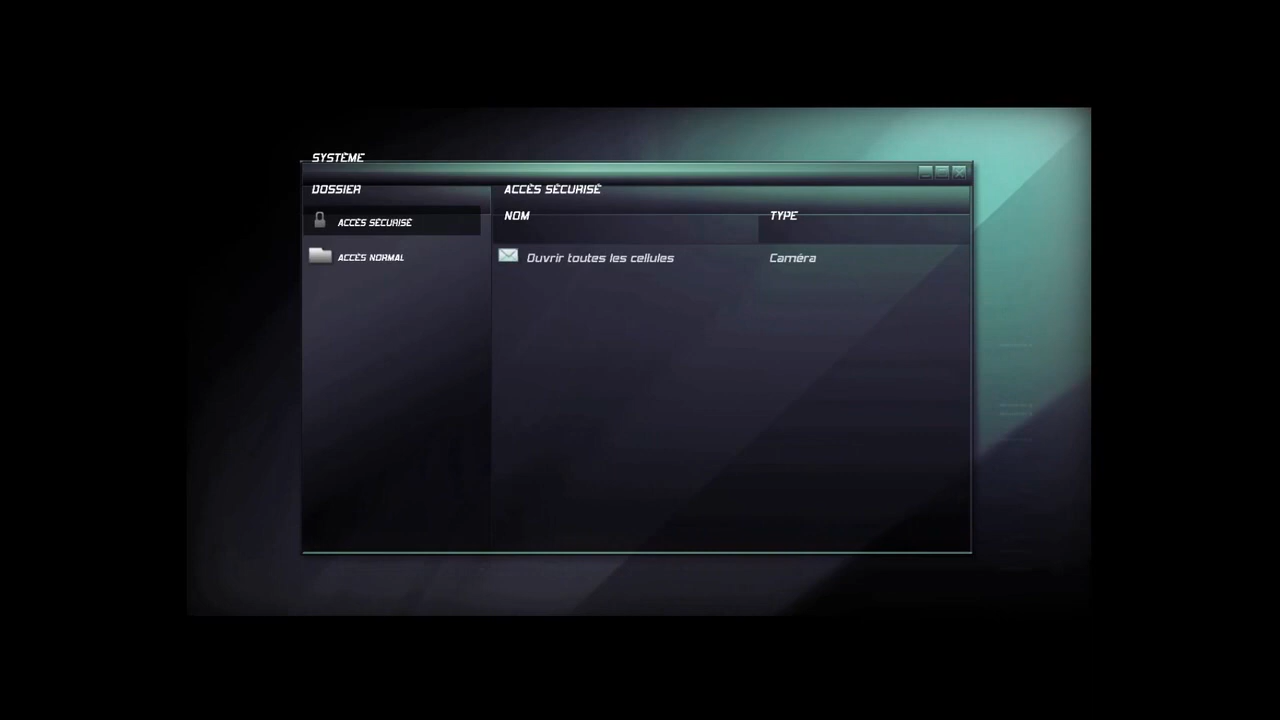 SYSTÈME
DOSSIER
ACCÈS SÉCURISÉ
NOM
TYPE
ACCÈS SÉCURISÉ
ACCÈS NORMAL
Ouvrir toutes les cellules
Caméra